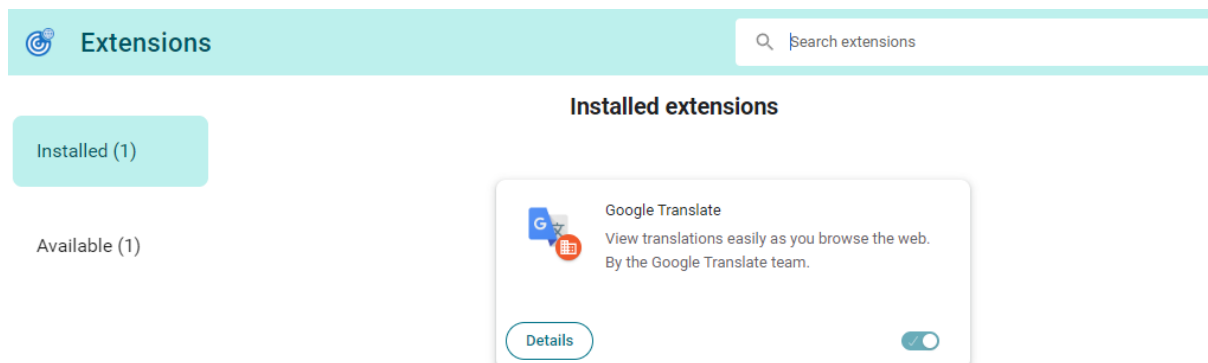 Extensions
Search extensions
Installed extensions
Installed (1)
Google Translate
View translations easily as you browse the web.
By the Google Translate team.
Available (1)
Details